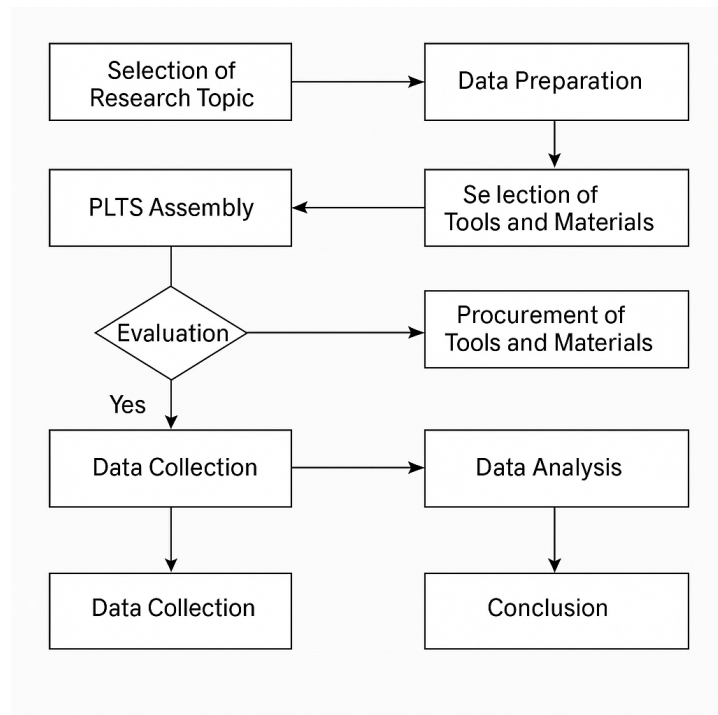 Selection of
Research Topic
Data Preparation
PLTS Assembly
Se lection of
Tools and Materials
Evaluation
Procurement of
Tools and Materials
Yes
Data Collection
Data Analysis
Data Collection
Conclusion